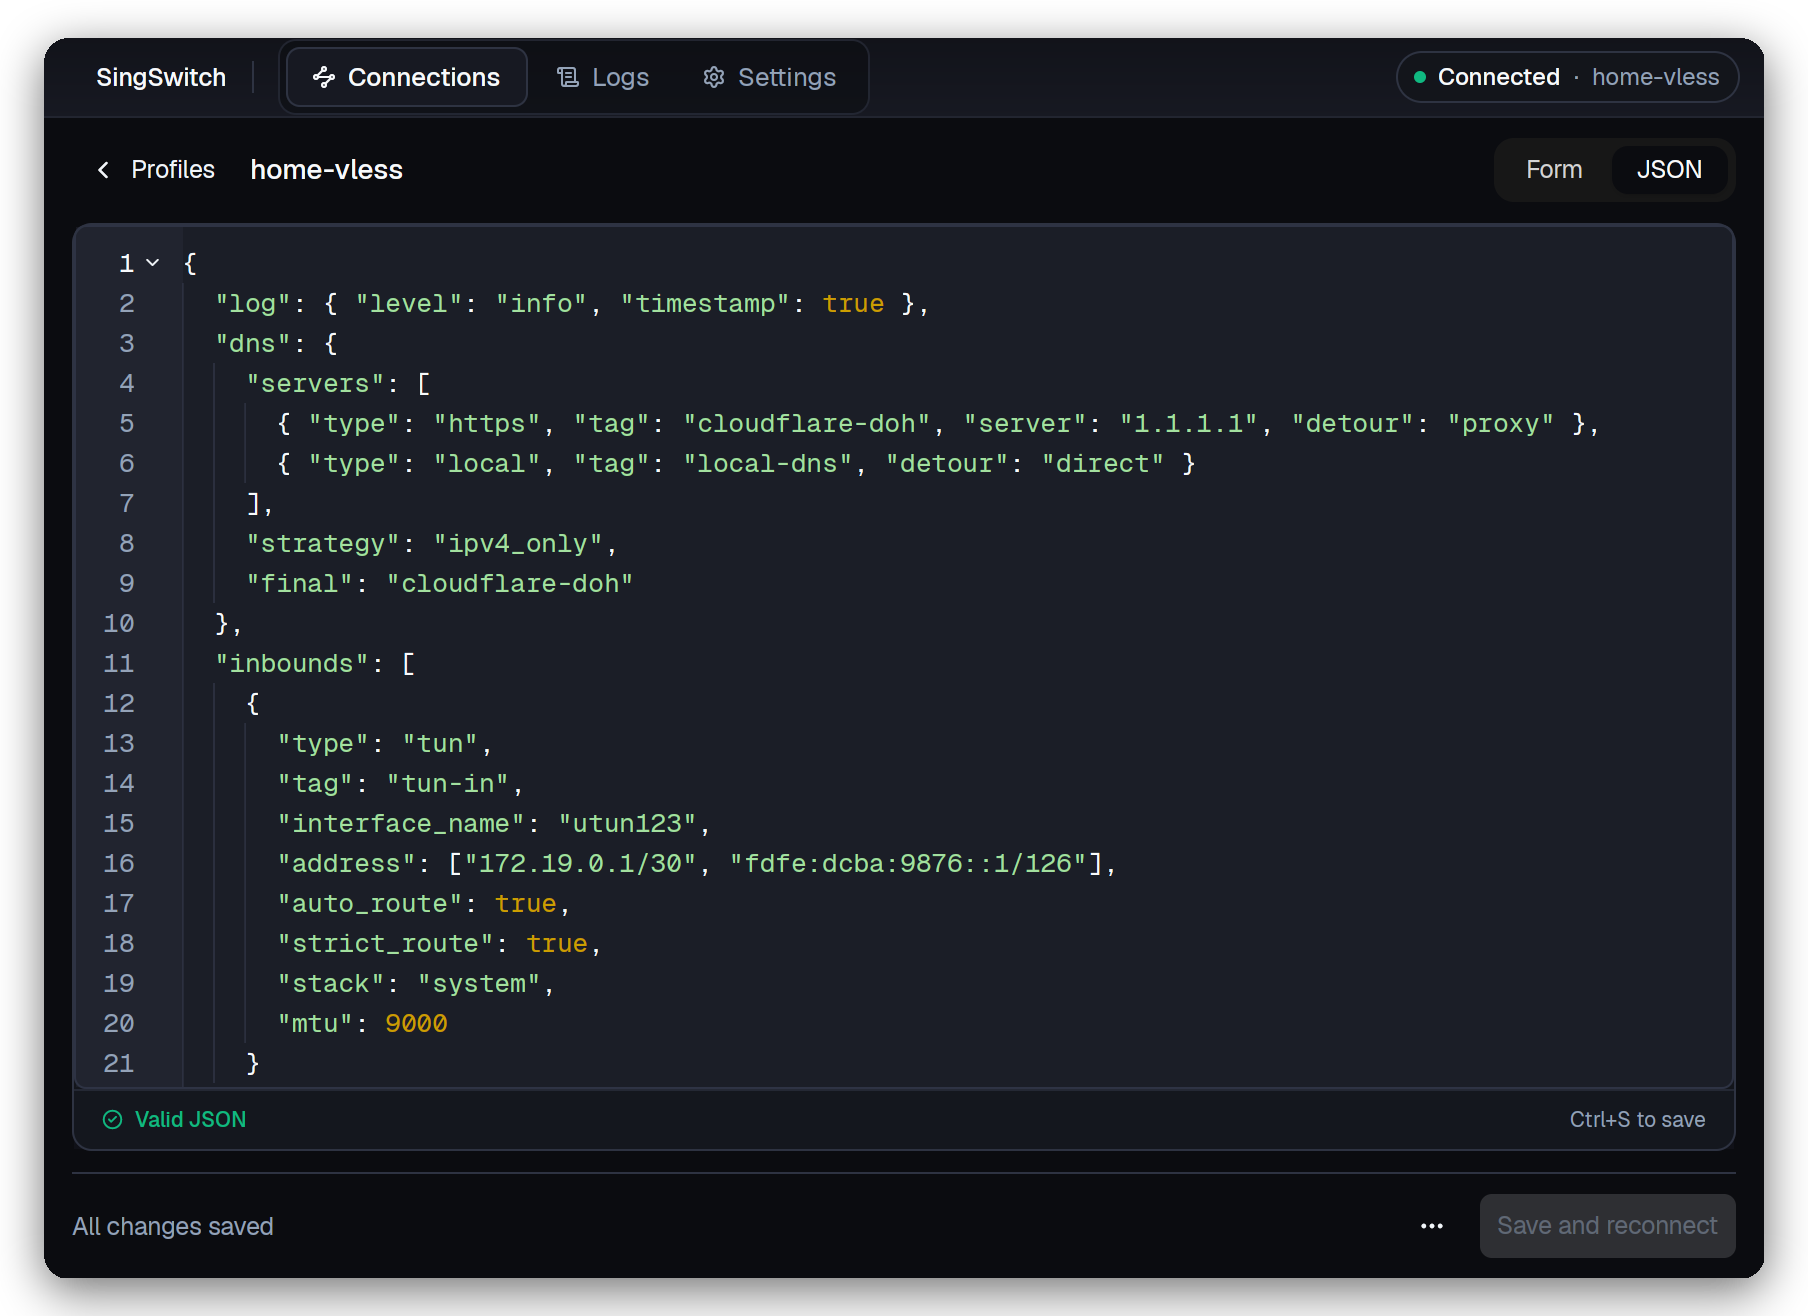 SingSwitch
Connections
Logs
Settings
Connected · home-vless
Profiles
home-vless
Form
JSON
1 {
2   "log": { "level": "info", "timestamp": true },
3   "dns": {
4     "servers": [
5       { "type": "https", "tag": "cloudflare-doh", "server": "1.1.1.1", "detour": "proxy" },
6       { "type": "local", "tag": "local-dns", "detour": "direct" }
7     ],
8     "strategy": "ipv4_only",
9     "final": "cloudflare-doh"
10   },
11   "inbounds": [
12     {
13       "type": "tun",
14       "tag": "tun-in",
15       "interface_name": "utun123",
16       "address": ["172.19.0.1/30", "fdfe:dcba:9876::1/126"],
17       "auto_route": true,
18       "strict_route": true,
19       "stack": "system",
20       "mtu": 9000
21     }
Valid JSON
Ctrl+S to save
All changes saved
Save and reconnect